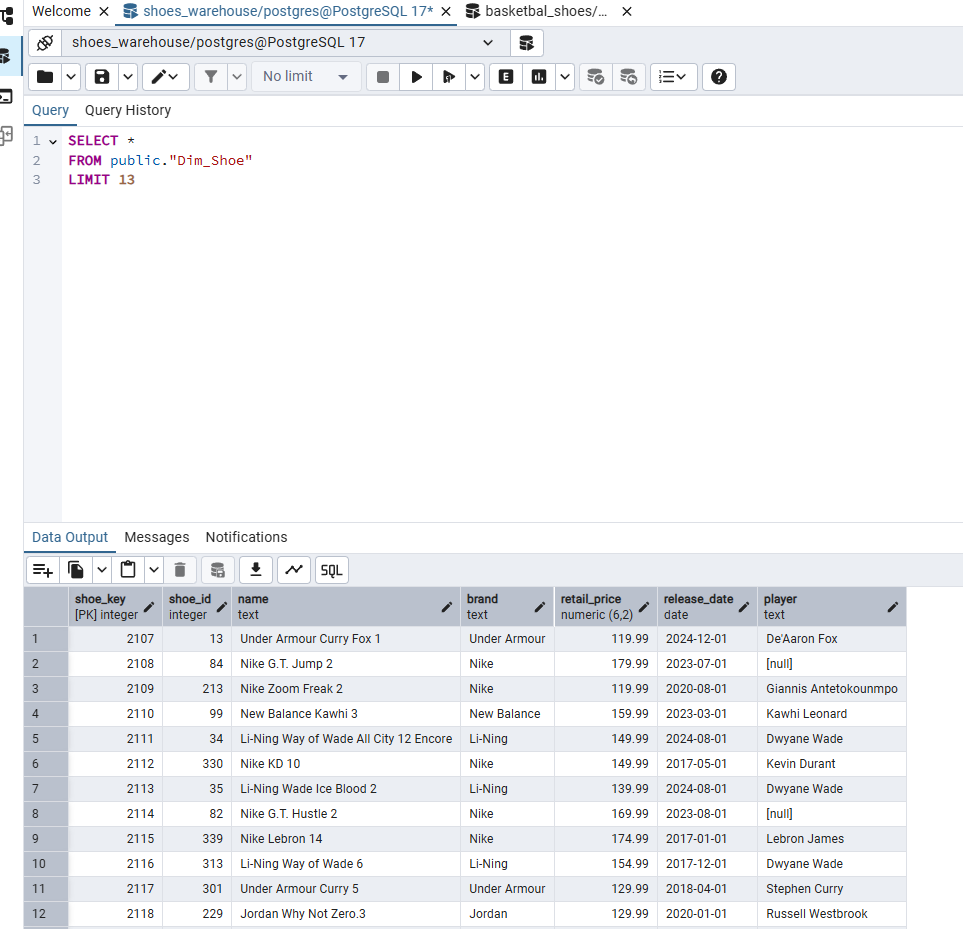 Welcome shoes_warehouse/postgres@PostgreSQL 17* basketbal_shoes/...
shoes_warehouse/postgres@PostgreSQL 17
No limit E
Query Query History
1 SELECT *
2 FROM public."Dim_Shoe"
3 LIMIT 13
Data Output Messages Notifications
SQL
shoe_key shoe_id name brand retail_price release_date player
[PK] integer integer text text numeric (6,2) date text
1 2107 13 Under Armour Curry Fox 1 Under Armour 119.99 2024-12-01 De'Aaron Fox
2 2108 84 Nike G.T. Jump 2 Nike 179.99 2023-07-01 [null]
3 2109 213 Nike Zoom Freak 2 Nike 119.99 2020-08-01 Giannis Antetokounmpo
4 2110 99 New Balance Kawhi 3 New Balance 159.99 2023-03-01 Kawhi Leonard
5 2111 34 Li-Ning Way of Wade All City 12 Encore Li-Ning 149.99 2024-08-01 Dwyane Wade
6 2112 330 Nike KD 10 Nike 149.99 2017-05-01 Kevin Durant
7 2113 35 Li-Ning Wade Ice Blood 2 Li-Ning 139.99 2024-08-01 Dwyane Wade
8 2114 82 Nike G.T. Hustle 2 Nike 169.99 2023-08-01 [null]
9 2115 339 Nike Lebron 14 Nike 174.99 2017-01-01 Lebron James
10 2116 313 Li-Ning Way of Wade 6 Li-Ning 154.99 2017-12-01 Dwyane Wade
11 2117 301 Under Armour Curry 5 Under Armour 129.99 2018-04-01 Stephen Curry
12 2118 229 Jordan Why Not Zero.3 Jordan 129.99 2020-01-01 Russell Westbrook